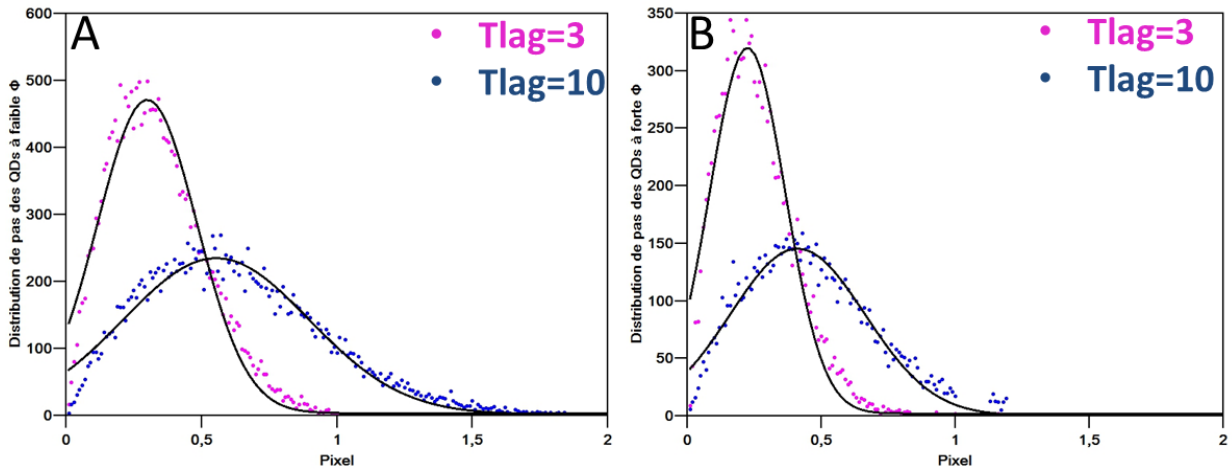 A
Tlag=3
Tlag=10
Distribution de pas des QDs à faible Φ
600
500
400
300
200
100
0
0
0,5
1
1,5
2
Pixel
B
Tlag=3
Tlag=10
Distribution de pas des QDs à forte Φ
350
300
250
200
150
100
50
0
0
0,5
1
1,5
2
Pixel